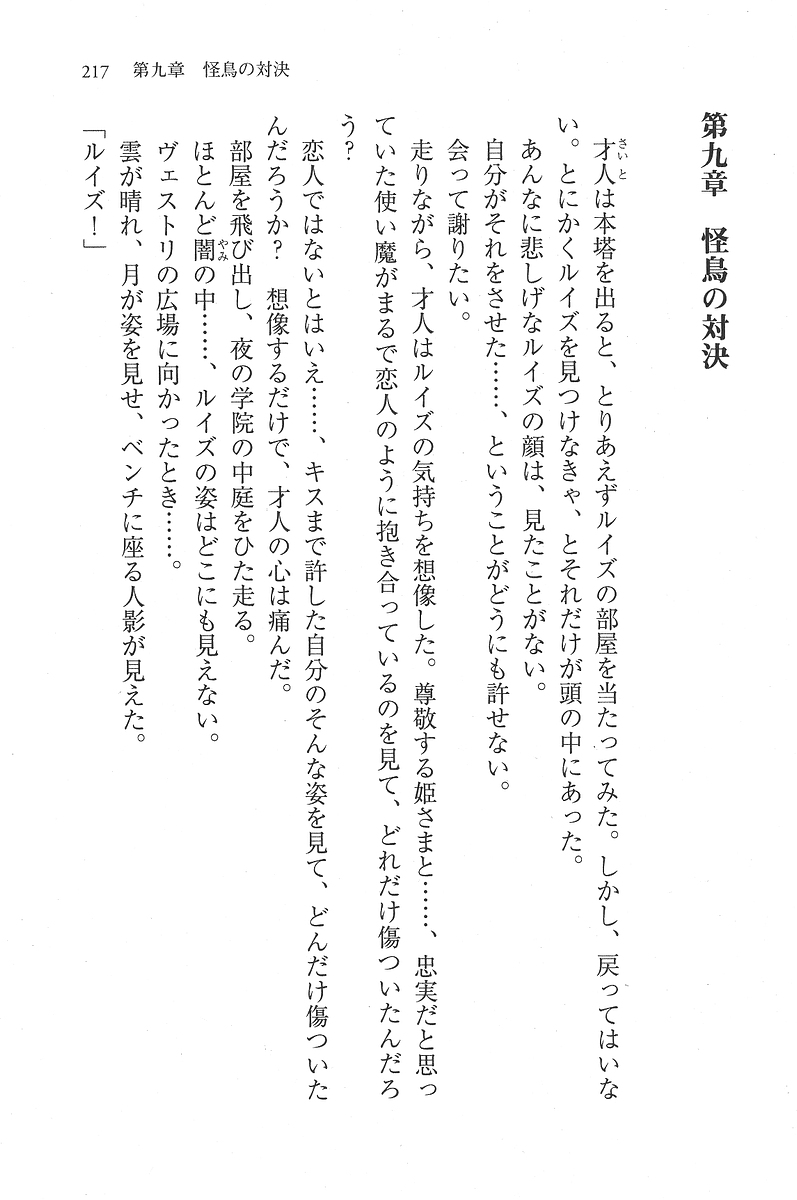 217　第九章　怪鳥の対決
第九章　怪鳥の対決
　才人は本塔を出ると、とりあえずルイズの部屋を当たってみた。しかし、戻ってはいな
い。とにかくルイズを見つけなきゃ、とそれだけが頭の中にあった。
　あんなに悲しげなルイズの顔は、見たことがない。
　自分がそれをさせた……、ということがどうにも許せない。
　会って謝りたい。
　走りながら、才人はルイズの気持ちを想像した。尊敬する姫さまと……、忠実だと思っ
ていた使い魔がまるで恋人のように抱き合っているのを見て、どれだけ傷ついたんだろ
う？
　恋人ではないとはいえ……、キスまで許した自分のそんな姿を見て、どんだけ傷ついた
んだろうか？　想像するだけで、才人の心は痛んだ。
　部屋を飛び出し、夜の学院の中庭をひた走る。
　ほとんど闇の中……、ルイズの姿はどこにも見えない。
　ヴェストリの広場に向かったとき……。
　雲が晴れ、月が姿を見せ、ベンチに座る人影が見えた。
「ルイズ！」
さいと
やみ